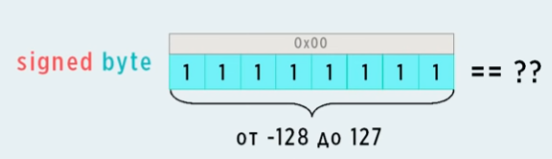 0x00
signed byte 1 1 1 1 1 1 1 1 == ??
от -128 до 127